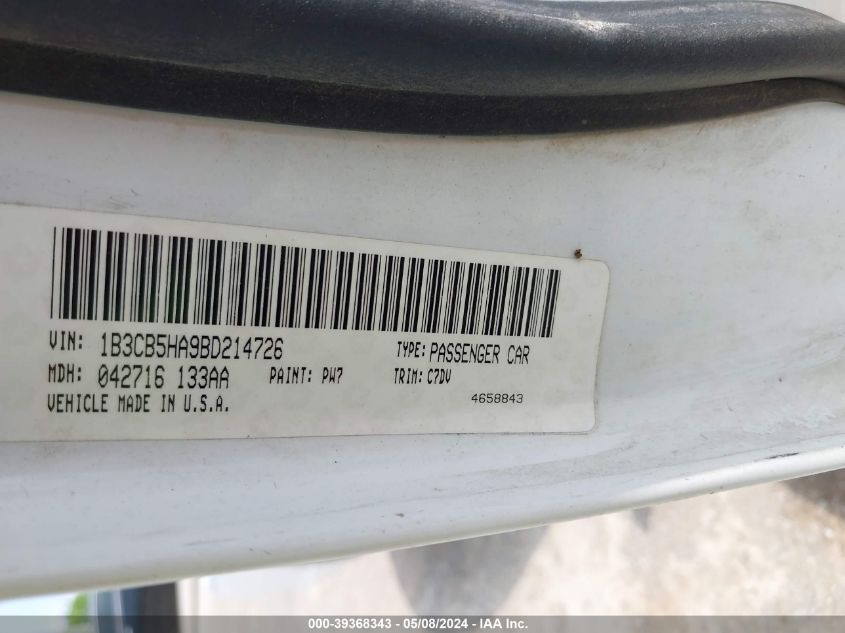 VIN: 1B3CB5HA9BD214726 TYPE: PASSENGER CAR
MDH: 042716 133AA PAINT: PW7 TRIM: C7DV
VEHICLE MADE IN U.S.A. 4658843
000-39368343 — 05/08/2024 — IAA Inc.